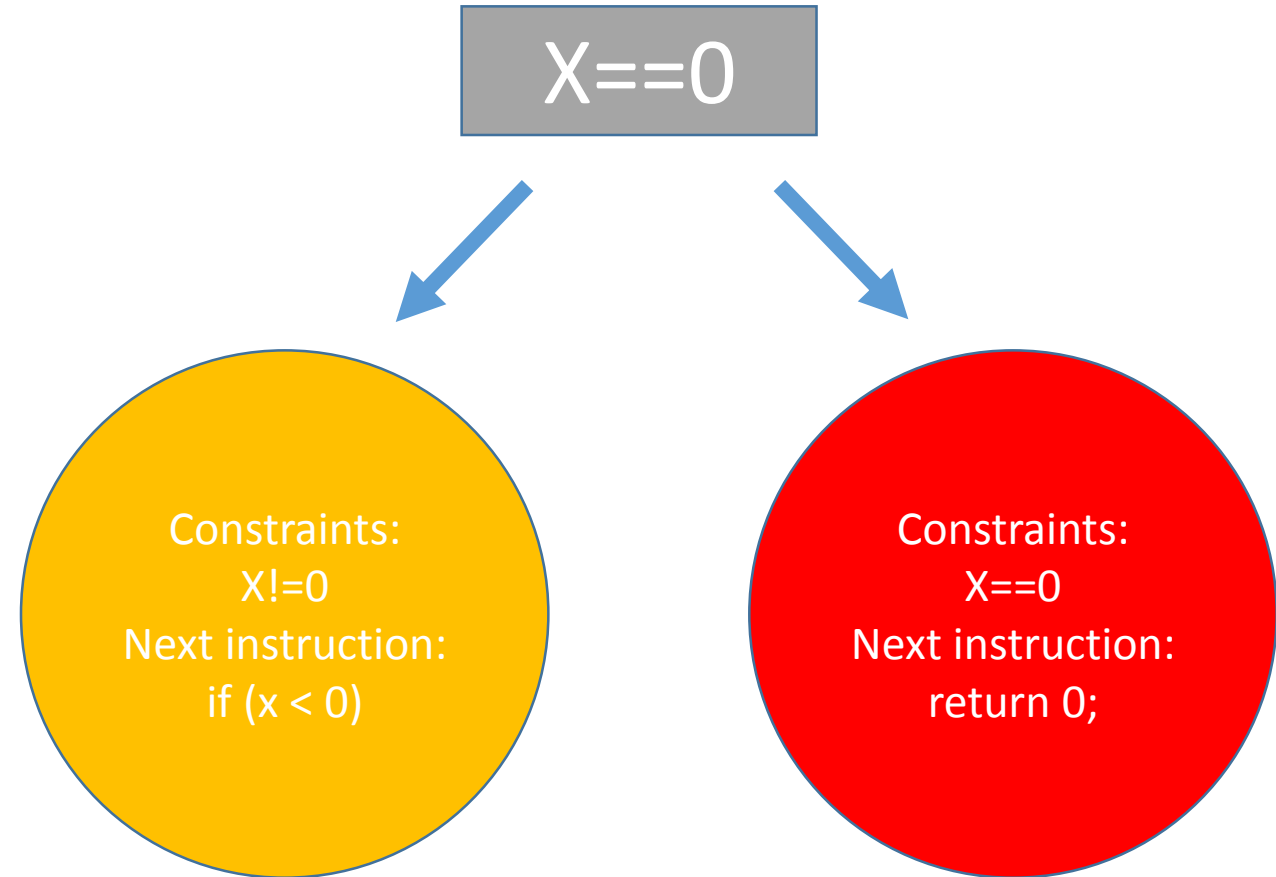 X==0
Constraints:
X!=0
Next instruction:
if (x < 0)
Constraints:
X==0
Next instruction:
return 0;